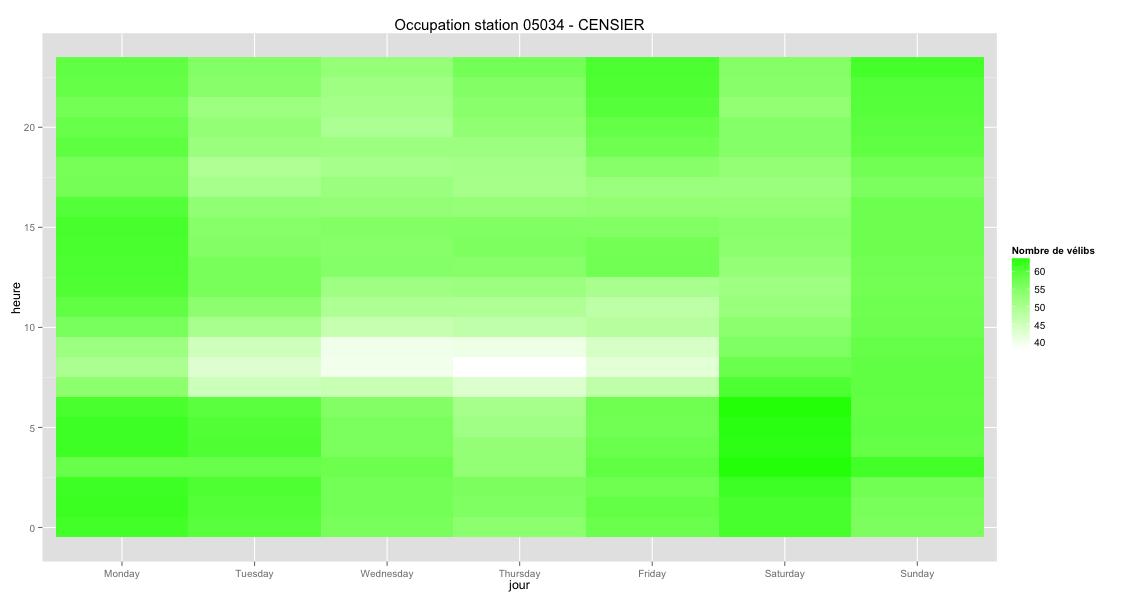 Occupation station 05034 - CENSIER
heure
20
15
10
5
0
Monday Tuesday Wednesday Thursday Friday Saturday Sunday
jour
Nombre de vélibs
60
55
50
45
40